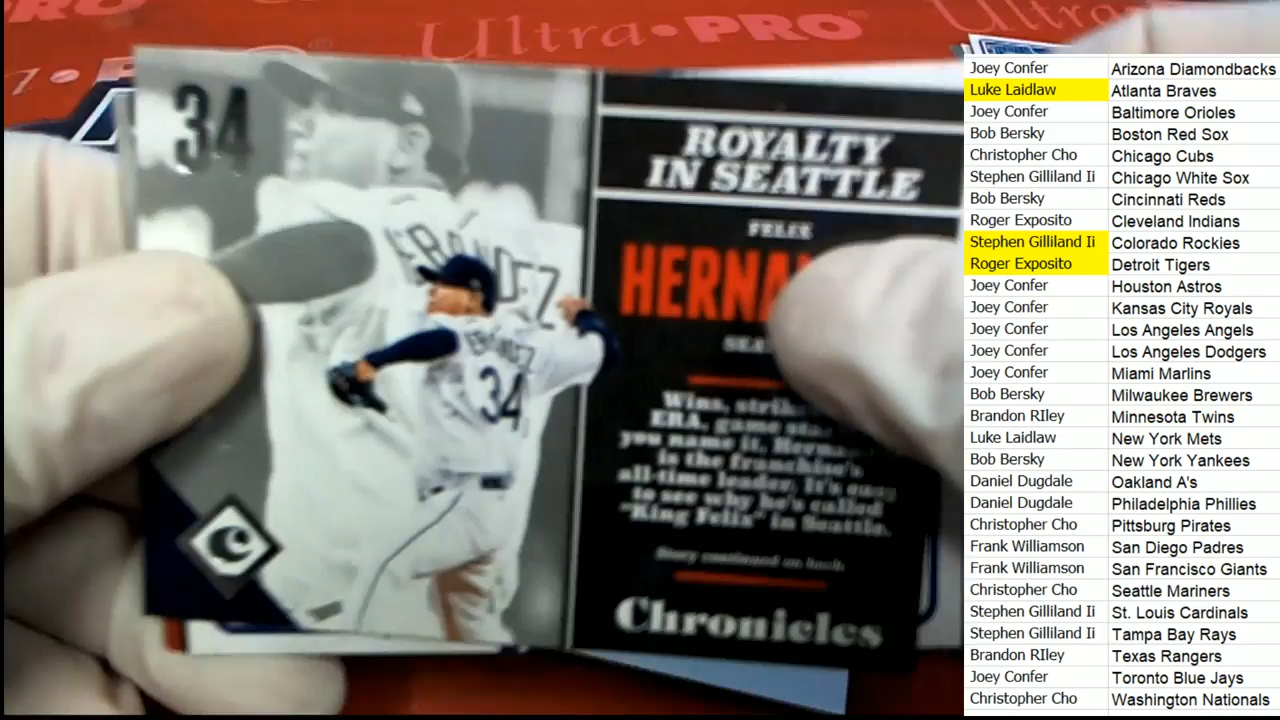 Ultra PRO
34
ROYALTY
IN SEATTLE
FELIX
HERNA
SEA
Wins,
ERA, game
you name it.
is the franchise's
all-time leader. It's
to see why he's called
"King Felix" in Seattle.
Story continued on back.
Chronicles
C
34
Joey Confer Arizona Diamondbacks
Luke Laidlaw Atlanta Braves
Joey Confer Baltimore Orioles
Bob Bersky Boston Red Sox
Christopher Cho Chicago Cubs
Stephen Gilliland Ii Chicago White Sox
Bob Bersky Cincinnati Reds
Roger Exposito Cleveland Indians
Stephen Gilliland Ii Colorado Rockies
Roger Exposito Detroit Tigers
Joey Confer Houston Astros
Joey Confer Kansas City Royals
Joey Confer Los Angeles Angels
Joey Confer Los Angeles Dodgers
Joey Confer Miami Marlins
Bob Bersky Milwaukee Brewers
Brandon RIley Minnesota Twins
Luke Laidlaw New York Mets
Bob Bersky New York Yankees
Daniel Dugdale Oakland A's
Daniel Dugdale Philadelphia Phillies
Christopher Cho Pittsburg Pirates
Frank Williamson San Diego Padres
Frank Williamson San Francisco Giants
Christopher Cho Seattle Mariners
Stephen Gilliland Ii St. Louis Cardinals
Stephen Gilliland Ii Tampa Bay Rays
Brandon RIley Texas Rangers
Joey Confer Toronto Blue Jays
Christopher Cho Washington Nationals